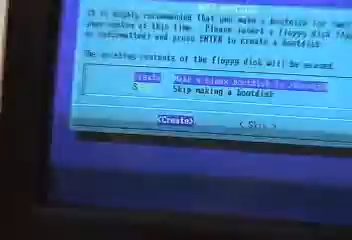 It is highly recommended that you make a bootdisk for
your system at this time. Please insert a floppy disk
or unformatted) and press ENTER to create a bootdisk.
The existing contents of the floppy disk will be erased.
Create Make a Linux bootdisk in
Skip making a bootdisk
<Create> < Skip >